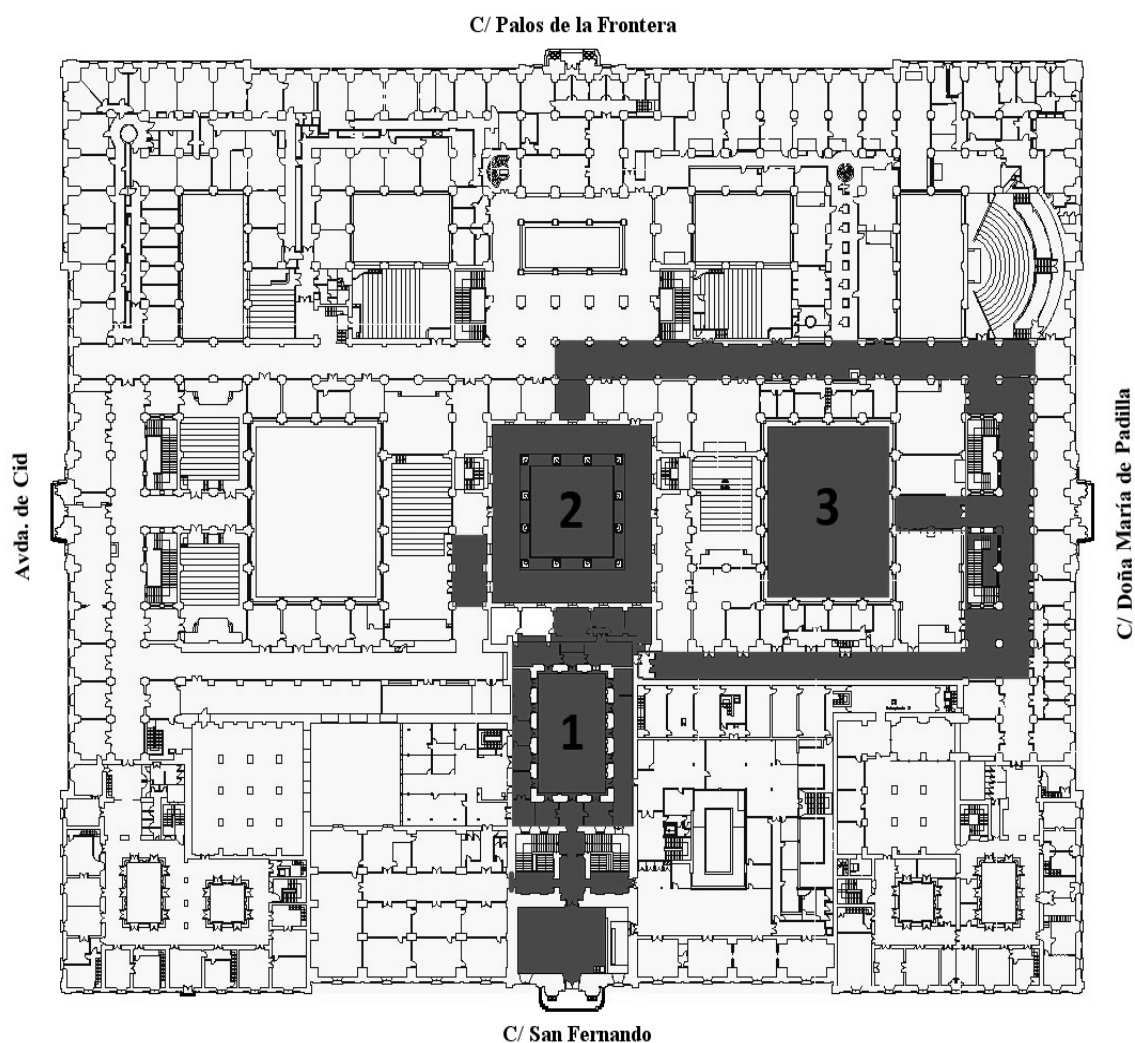 C/ Palos de la Frontera
Avda. de Cid
C/ Doña María de Padilla
2
3
1
C/ San Fernando